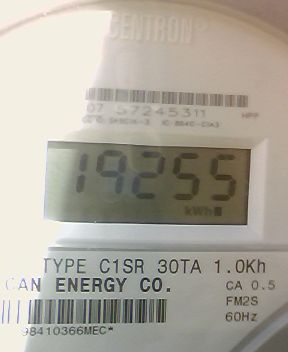 CENTRON®
07 57245311 HPP
19255
kWh
TYPE C1SR 30TA 1.0Kh
CAN ENERGY CO. CA 0.5
FM2S
60Hz
98410366MEC*